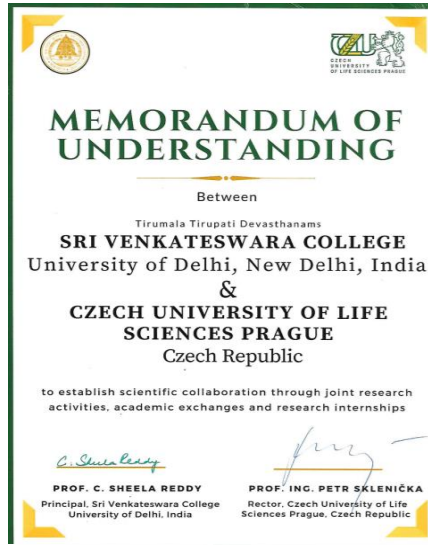 CZECH
UNIVERSITY
OF LIFE SCIENCES PRAGUE
MEMORANDUM OF
UNDERSTANDING
Between
Tirumala Tirupati Devasthanams
SRI VENKATESWARA COLLEGE
University of Delhi, New Delhi, India
&
CZECH UNIVERSITY OF LIFE
SCIENCES PRAGUE
Czech Republic
to establish scientific collaboration through joint research
activities, academic exchanges and research internships
C. Sheela Reddy
PROF. C. SHEELA REDDY
Principal, Sri Venkateswara College
University of Delhi, India
PROF. ING. PETR SKLENIČKA
Rector, Czech University of Life
Sciences Prague, Czech Republic